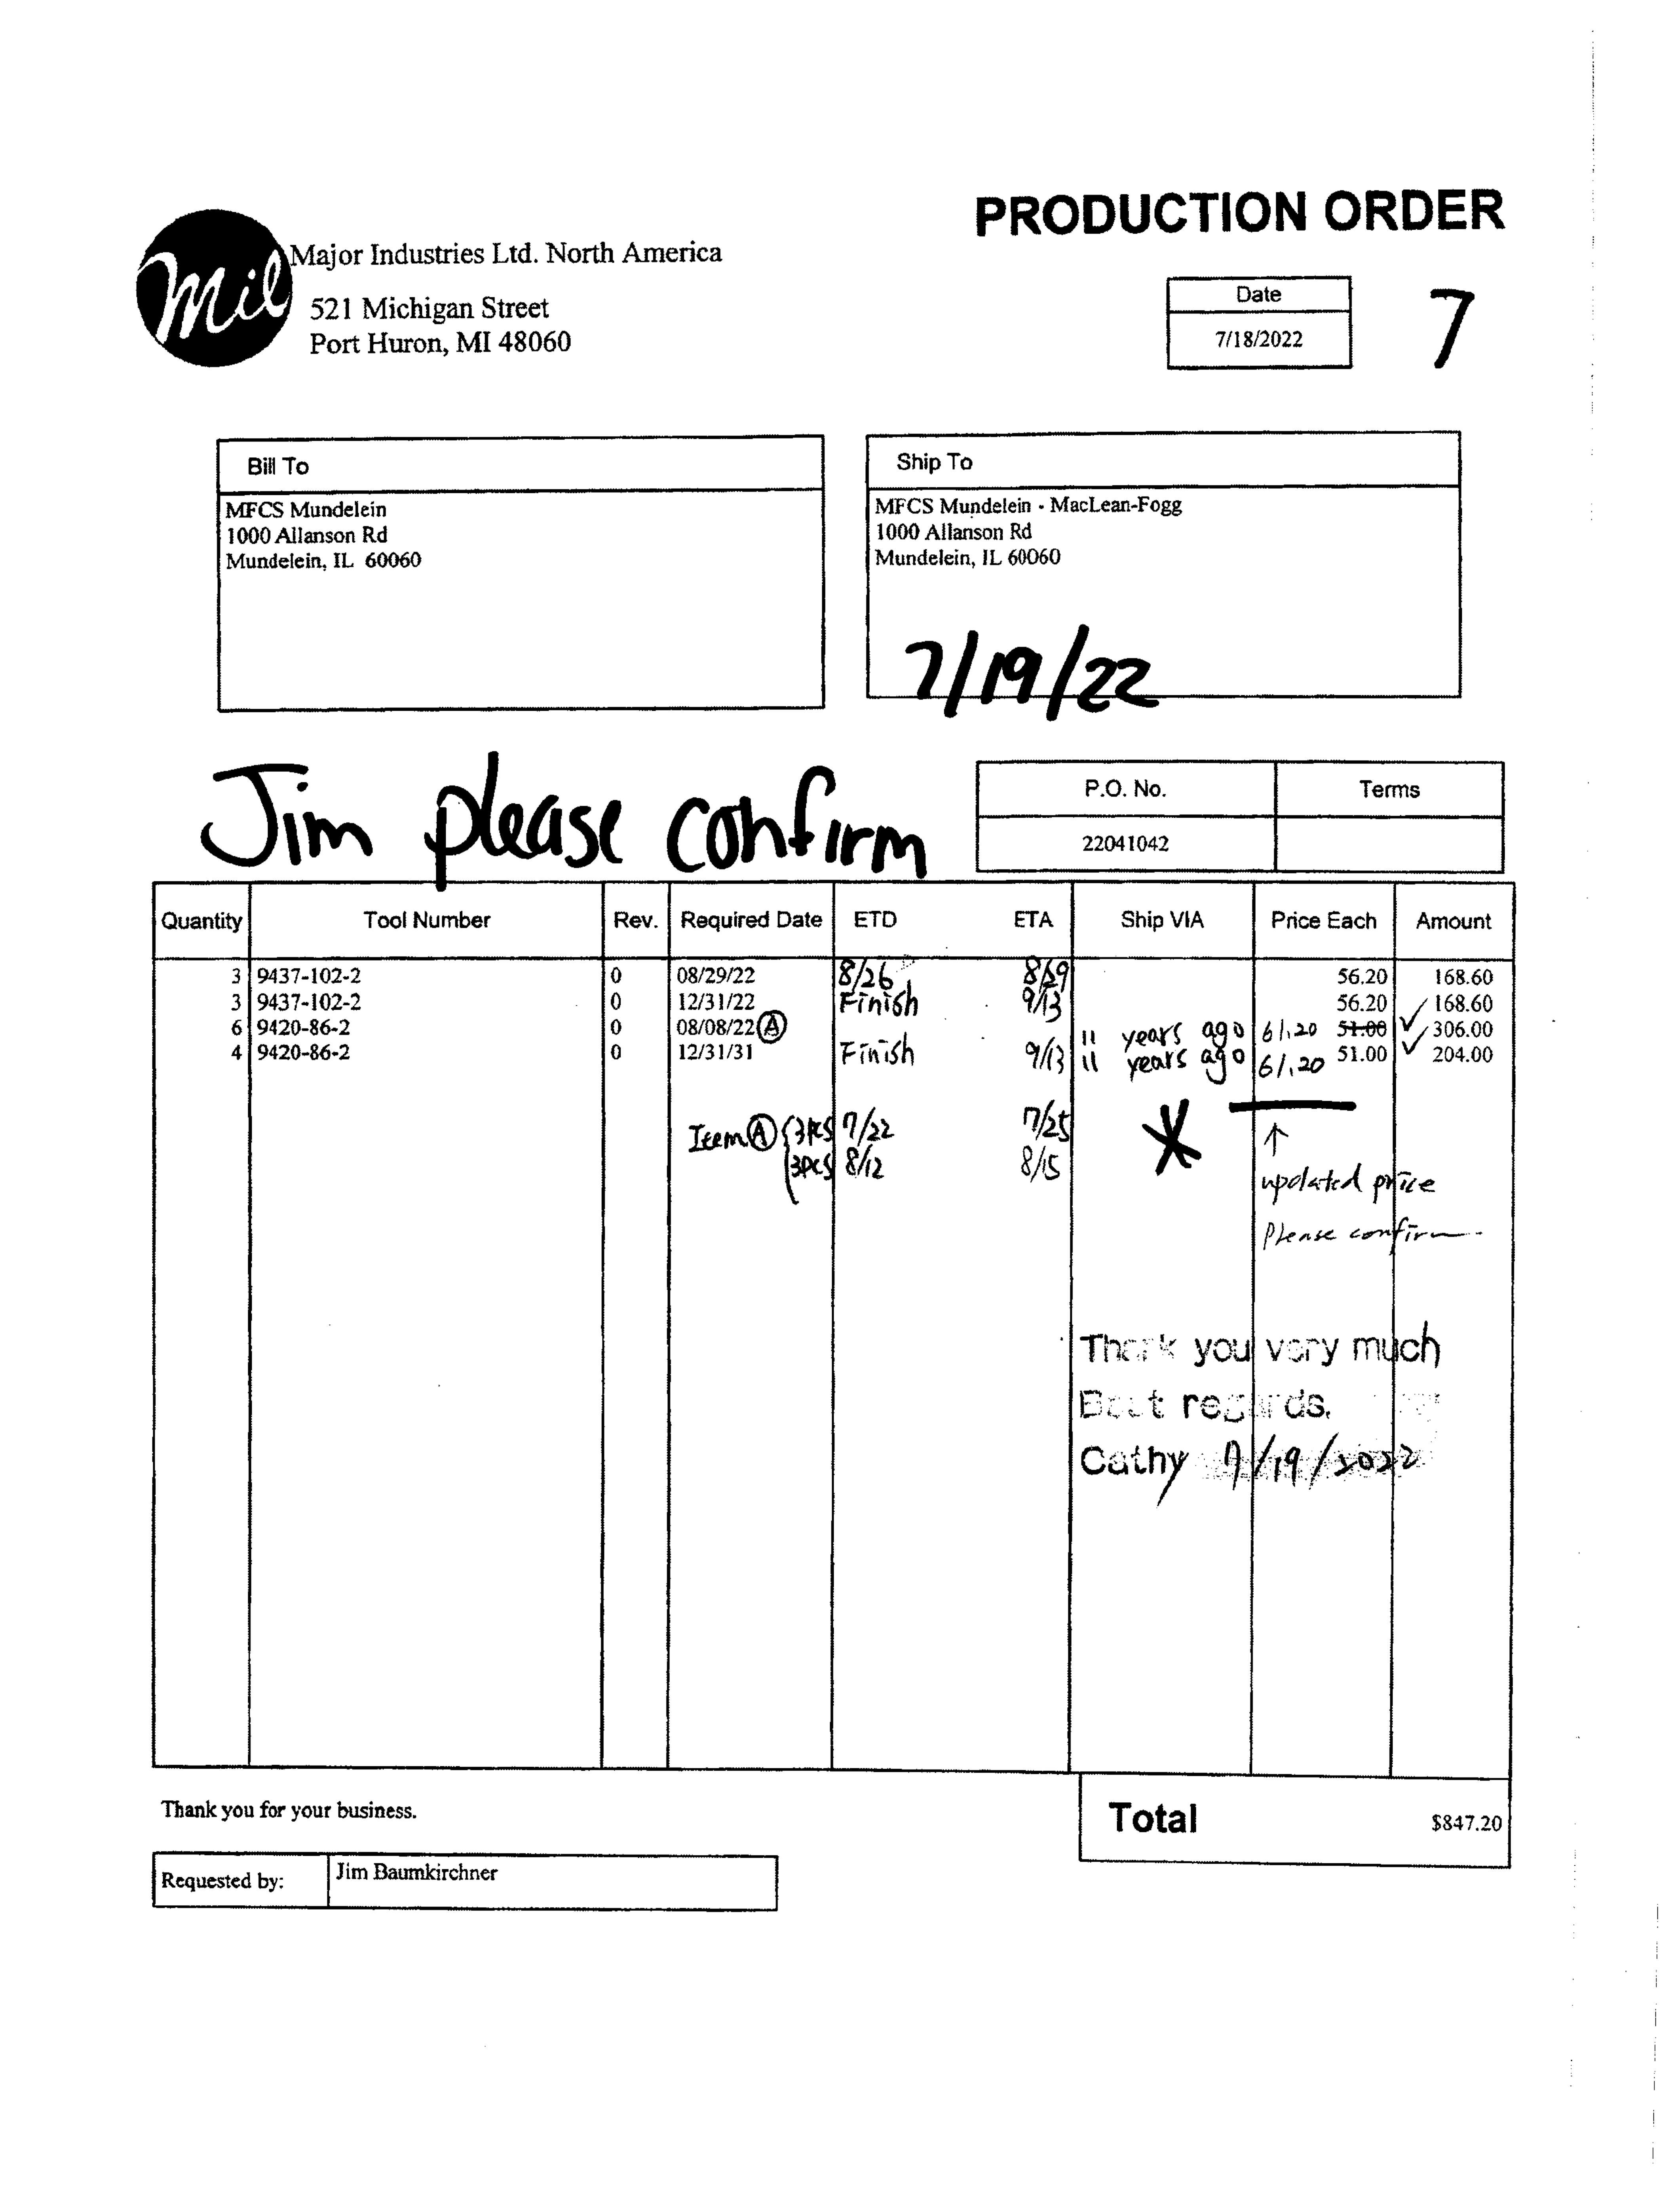 PRODUCTION ORDER
Mil
Major Industries Ltd. North America
521 Michigan Street
Port Huron, MI 48060
Date
7/18/2022
7
Bill To
MFCS Mundelein
1000 Allanson Rd
Mundelein, IL 60060
Ship To
MFCS Mundelein - MacLean-Fogg
1000 Allanson Rd
Mundelein, IL 60060
7/19/22
Jim please confirm
P.O. No. Terms
22041042
Quantity Tool Number Rev. Required Date ETD ETA Ship VIA Price Each Amount
3 9437-102-2 0 08/29/22 8/26 8/29 56.20 168.60
3 9437-102-2 0 12/31/22 Finish 9/13 56.20 168.60
6 9420-86-2 0 08/08/22 A 11 years ago 61.20 51.00 306.00
4 9420-86-2 0 12/31/31 Finish 9/13 11 years ago 61.20 51.00 204.00
Item A 3pcs 7/22 7/25
3pcs 8/12 8/15
updated price
Please confirm
Thank you very much
Best regards.
Cathy 7/19/2022
Total $847.20
Thank you for your business.
Requested by: Jim Baumkirchner